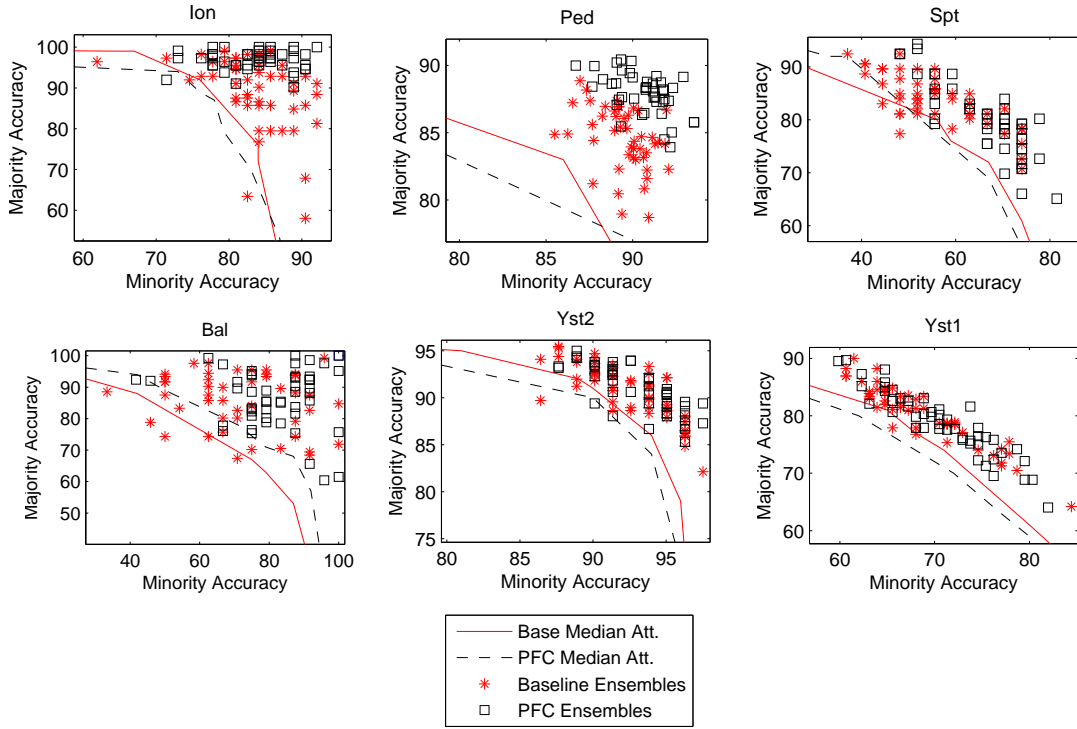 Ion
Ped
Spt
100
90
80
70
60
Majority Accuracy
60
70
80
90
Minority Accuracy
90
85
80
Majority Accuracy
80
85
90
Minority Accuracy
90
80
70
60
Majority Accuracy
40
60
80
Minority Accuracy
Bal
Yst2
Yst1
100
90
80
70
60
50
Majority Accuracy
40
60
80
100
Minority Accuracy
95
90
85
80
75
Majority Accuracy
80
85
90
95
Minority Accuracy
90
80
70
60
Majority Accuracy
60
70
80
Minority Accuracy
Base Median Att.
PFC Median Att.
Baseline Ensembles
PFC Ensembles